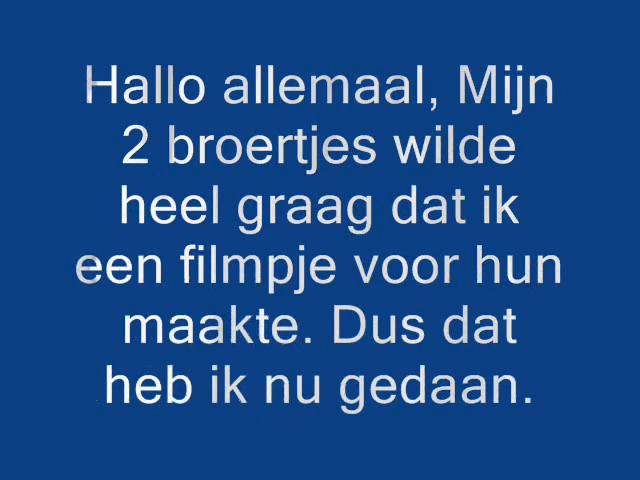 Hallo allemaal, Mijn
2 broertjes wilde
heel graag dat ik
een filmpje voor hun
maakte. Dus dat
heb ik nu gedaan.